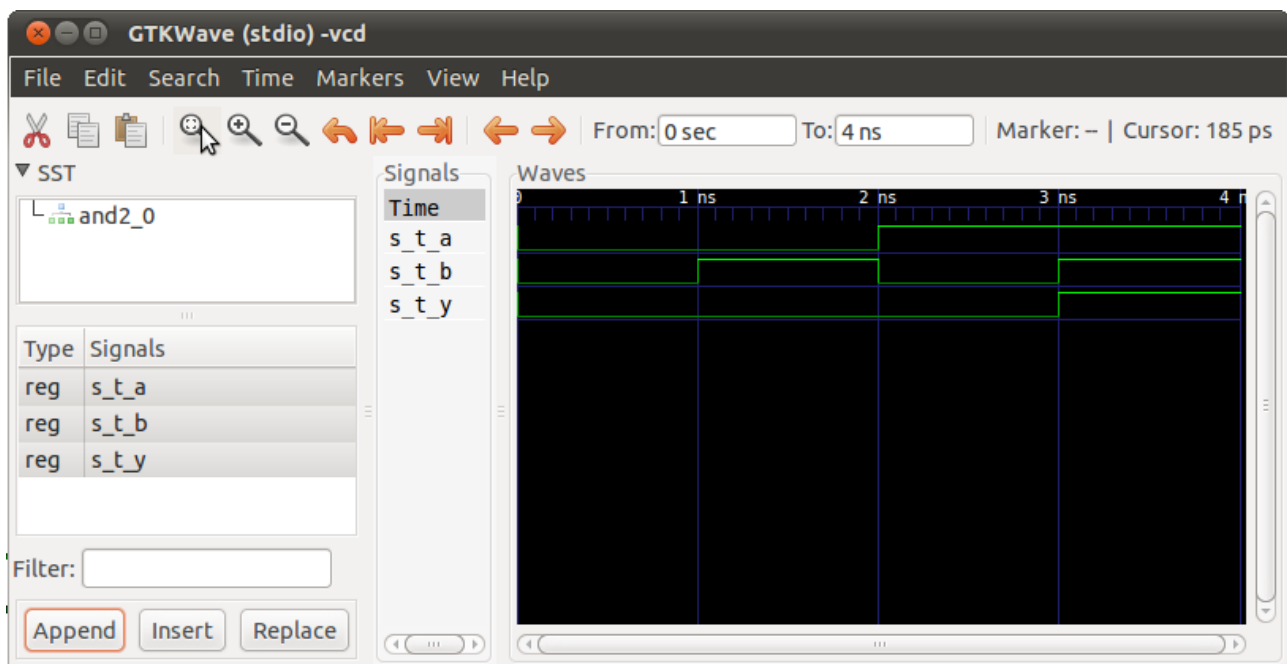 GTKWave (stdio) -vcd
File Edit Search Time Markers View Help
From: 0 sec To: 4 ns Marker: -- | Cursor: 185 ps
SST
and2_0
Type Signals
reg s_t_a
reg s_t_b
reg s_t_y
Filter:
Append Insert Replace
Signals
Time
s_t_a
s_t_b
s_t_y
Waves
0 1 ns 2 ns 3 ns 4 n